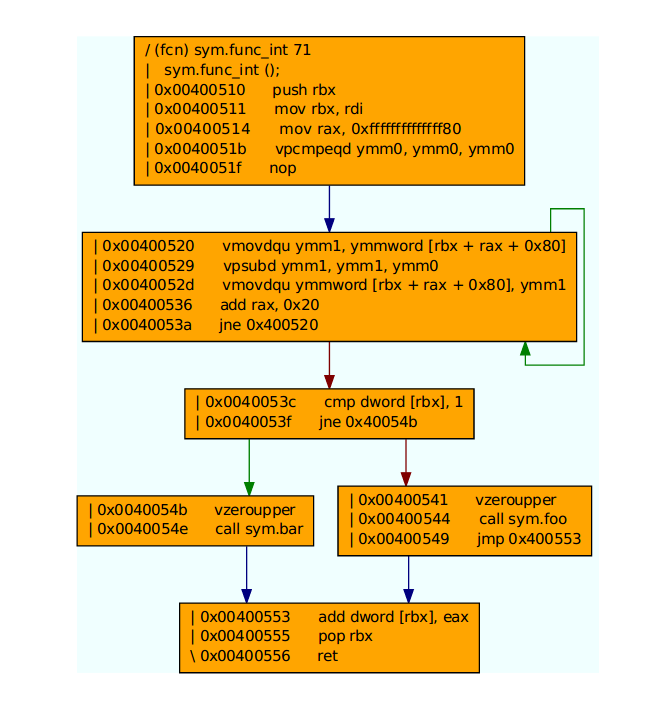 / (fcn) sym.func_int 71
| sym.func_int ();
| 0x00400510 push rbx
| 0x00400511 mov rbx, rdi
| 0x00400514 mov rax, 0xffffffffffffff80
| 0x0040051b vpcmpeqd ymm0, ymm0, ymm0
| 0x0040051f nop
| 0x00400520 vmovdqu ymm1, ymmword [rbx + rax + 0x80]
| 0x00400529 vpsubd ymm1, ymm1, ymm0
| 0x0040052d vmovdqu ymmword [rbx + rax + 0x80], ymm1
| 0x00400536 add rax, 0x20
| 0x0040053a jne 0x400520
| 0x0040053c cmp dword [rbx], 1
| 0x0040053f jne 0x40054b
| 0x0040054b vzeroupper
| 0x0040054e call sym.bar
| 0x00400541 vzeroupper
| 0x00400544 call sym.foo
| 0x00400549 jmp 0x400553
| 0x00400553 add dword [rbx], eax
| 0x00400555 pop rbx
\ 0x00400556 ret